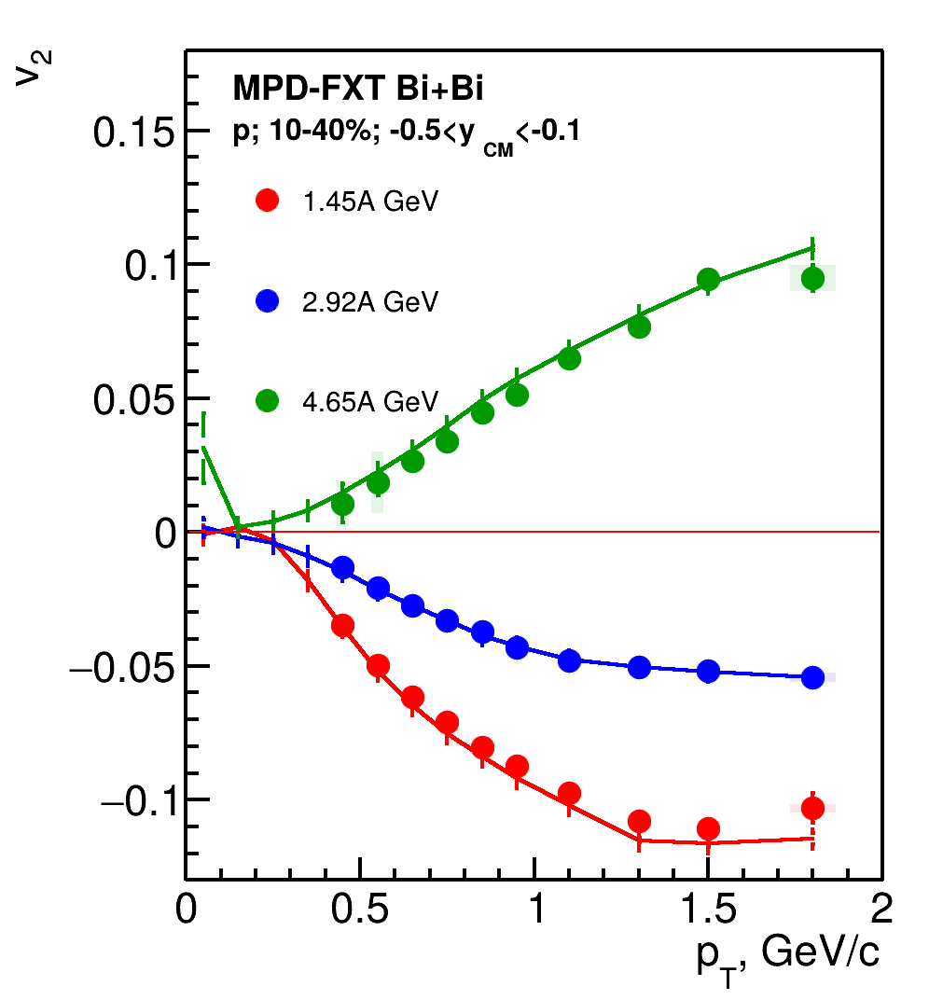 v2
MPD-FXT Bi+Bi
p; 10-40%; -0.5<y CM<-0.1
1.45A GeV
2.92A GeV
4.65A GeV
0.15
0.1
0.05
0
−0.05
−0.1
0 0.5 1 1.5 2
pT, GeV/c